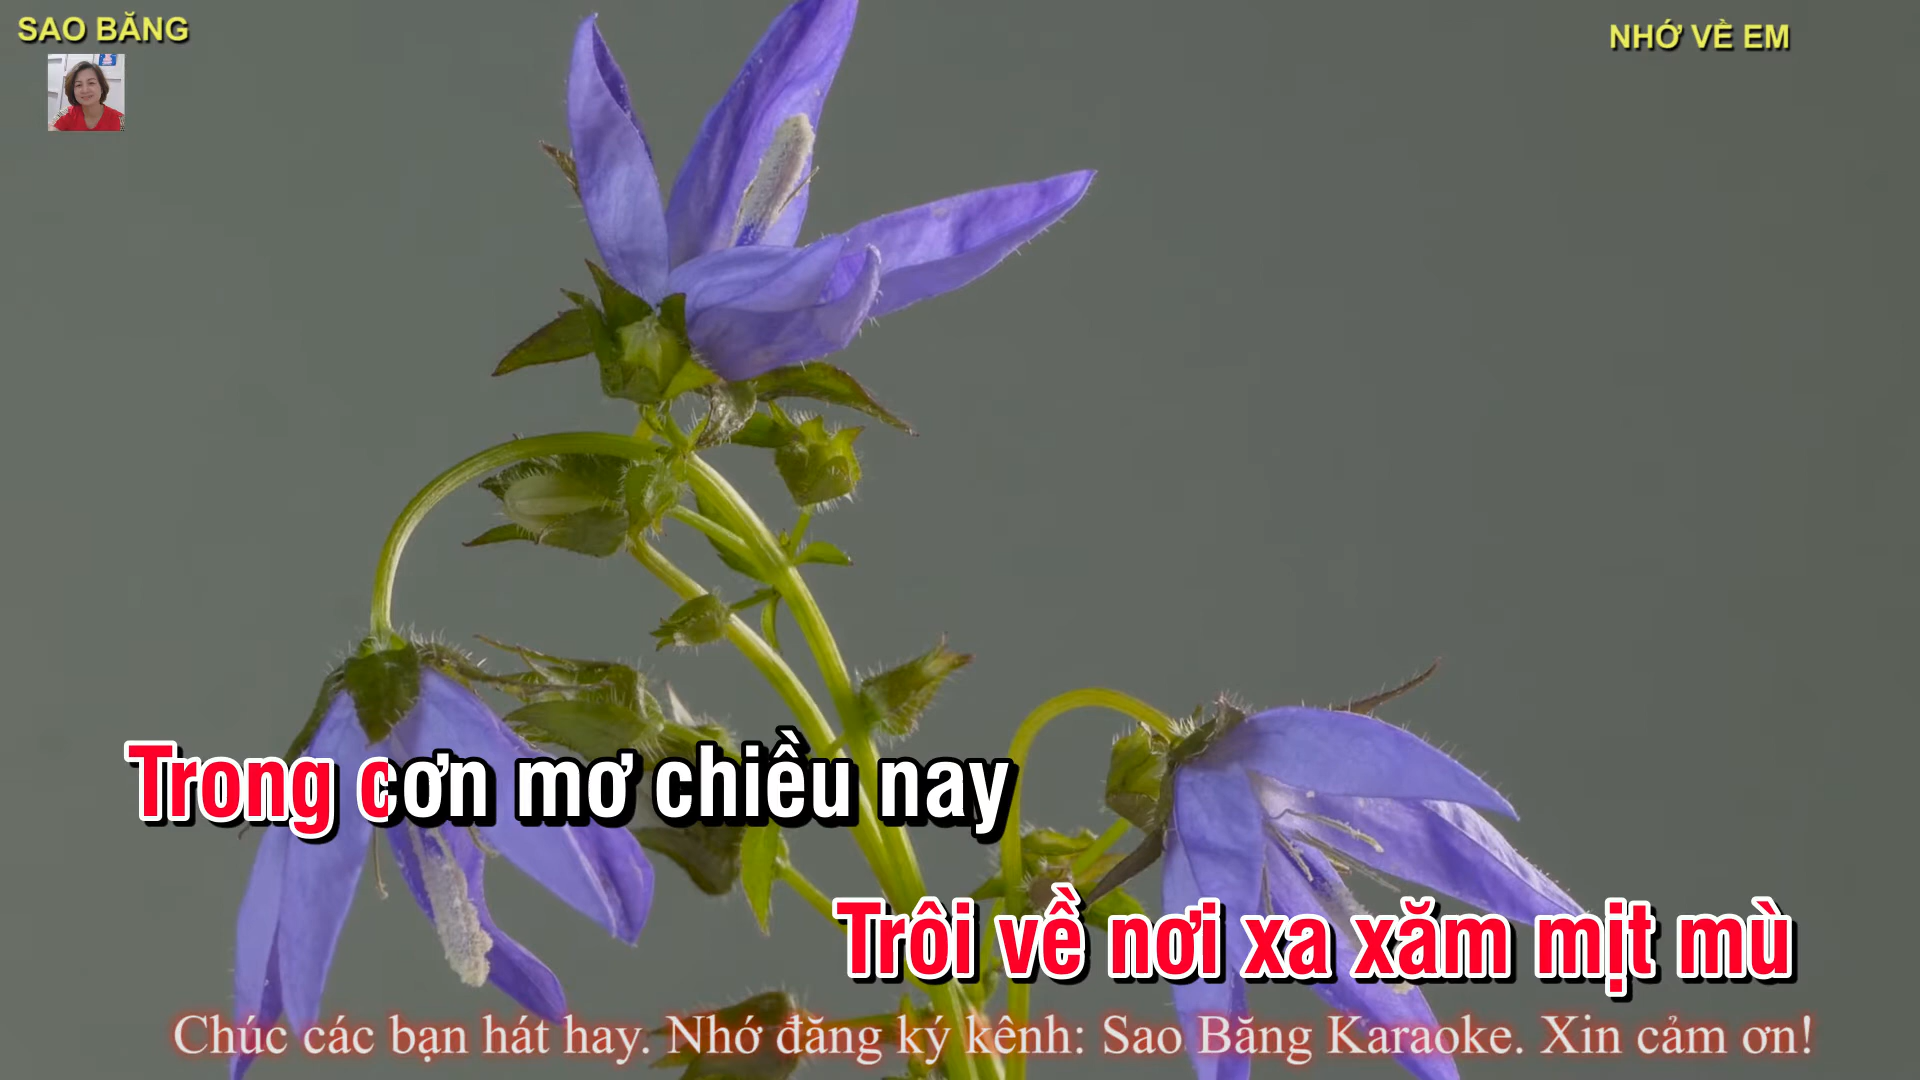 SAO BĂNG
NHỚ VỀ EM
Trong cơn mơ chiều nay
Trôi về nơi xa xăm mịt mù
Chúc các bạn hát hay. Nhớ đăng ký kênh: Sao Băng Karaoke. Xin cảm ơn!